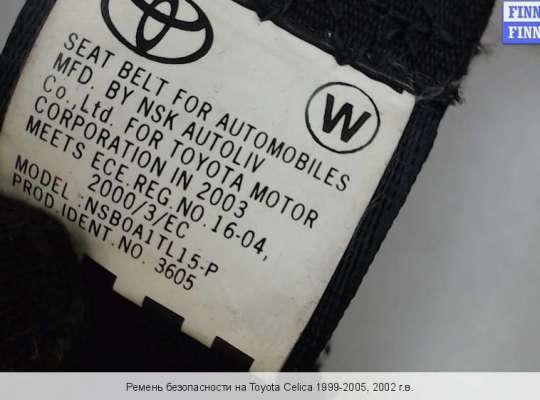 FINN
FINN
W
SEAT BELT FOR AUTOMOBILES
MFD. BY NSK AUTOLIV
Co.,Ltd. FOR TOYOTA MOTOR
CORPORATION IN 2003
MEETS ECE.REG.NO.16-04,
2000/3/EC
MODEL :NSB0A1TL15-P
PROD.IDENT.NO. 3605
Ремень безопасности на Toyota Celica 1999-2005, 2002 г.в.